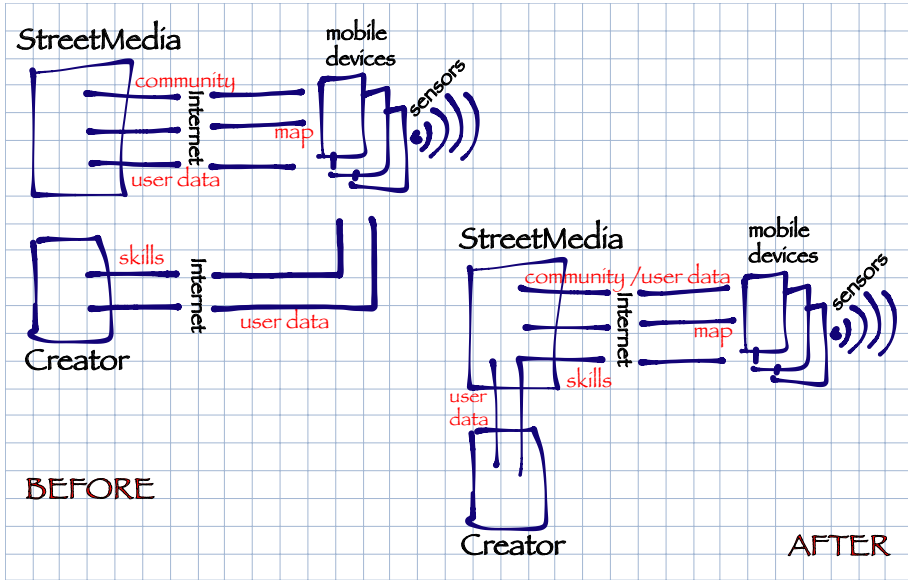 StreetMedia
mobile
devices
community
Internet
sensors
map
user data
skills
Internet
user data
Creator
BEFORE
StreetMedia
mobile
devices
community /user data
Internet
sensors
map
skills
user
data
Creator
AFTER